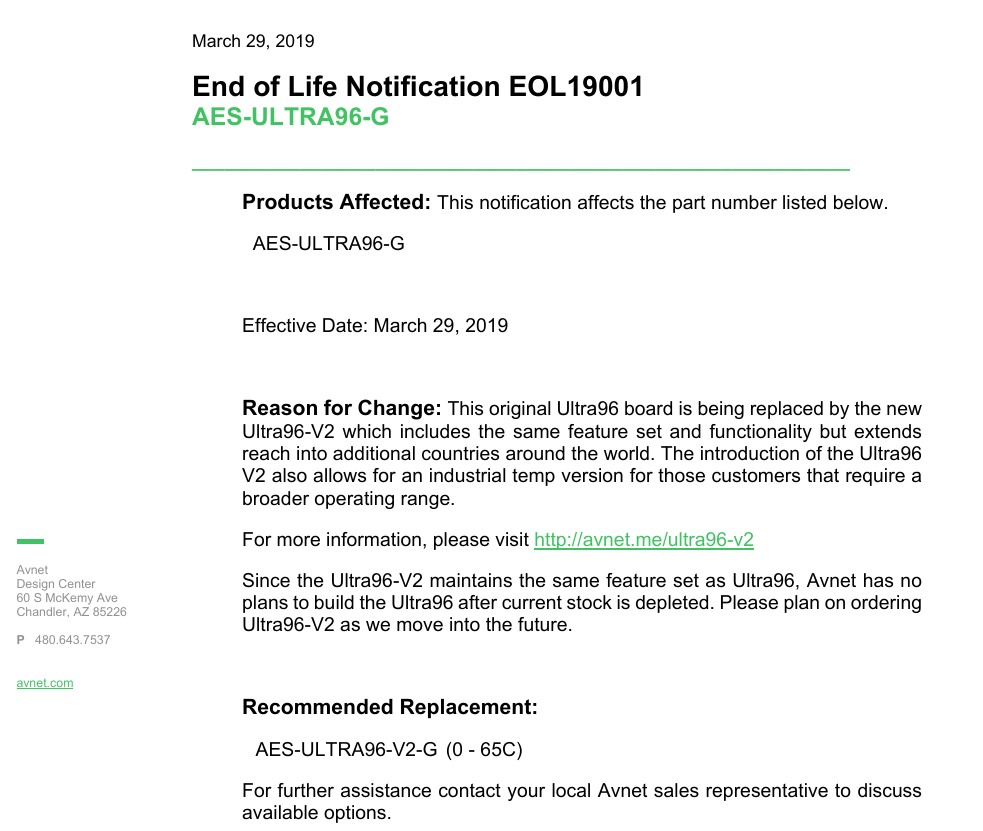 March 29, 2019
End of Life Notification EOL19001
AES-ULTRA96-G
Products Affected: This notification affects the part number listed below.
AES-ULTRA96-G
Effective Date: March 29, 2019
Reason for Change: This original Ultra96 board is being replaced by the new
Ultra96-V2 which includes the same feature set and functionality but extends
reach into additional countries around the world. The introduction of the Ultra96
V2 also allows for an industrial temp version for those customers that require a
broader operating range.
For more information, please visit http://avnet.me/ultra96-v2
Since the Ultra96-V2 maintains the same feature set as Ultra96, Avnet has no
plans to build the Ultra96 after current stock is depleted. Please plan on ordering
Ultra96-V2 as we move into the future.
Recommended Replacement:
AES-ULTRA96-V2-G (0 - 65C)
For further assistance contact your local Avnet sales representative to discuss
available options.
Avnet
Design Center
60 S McKemy Ave
Chandler, AZ 85226
P 480.643.7537
avnet.com